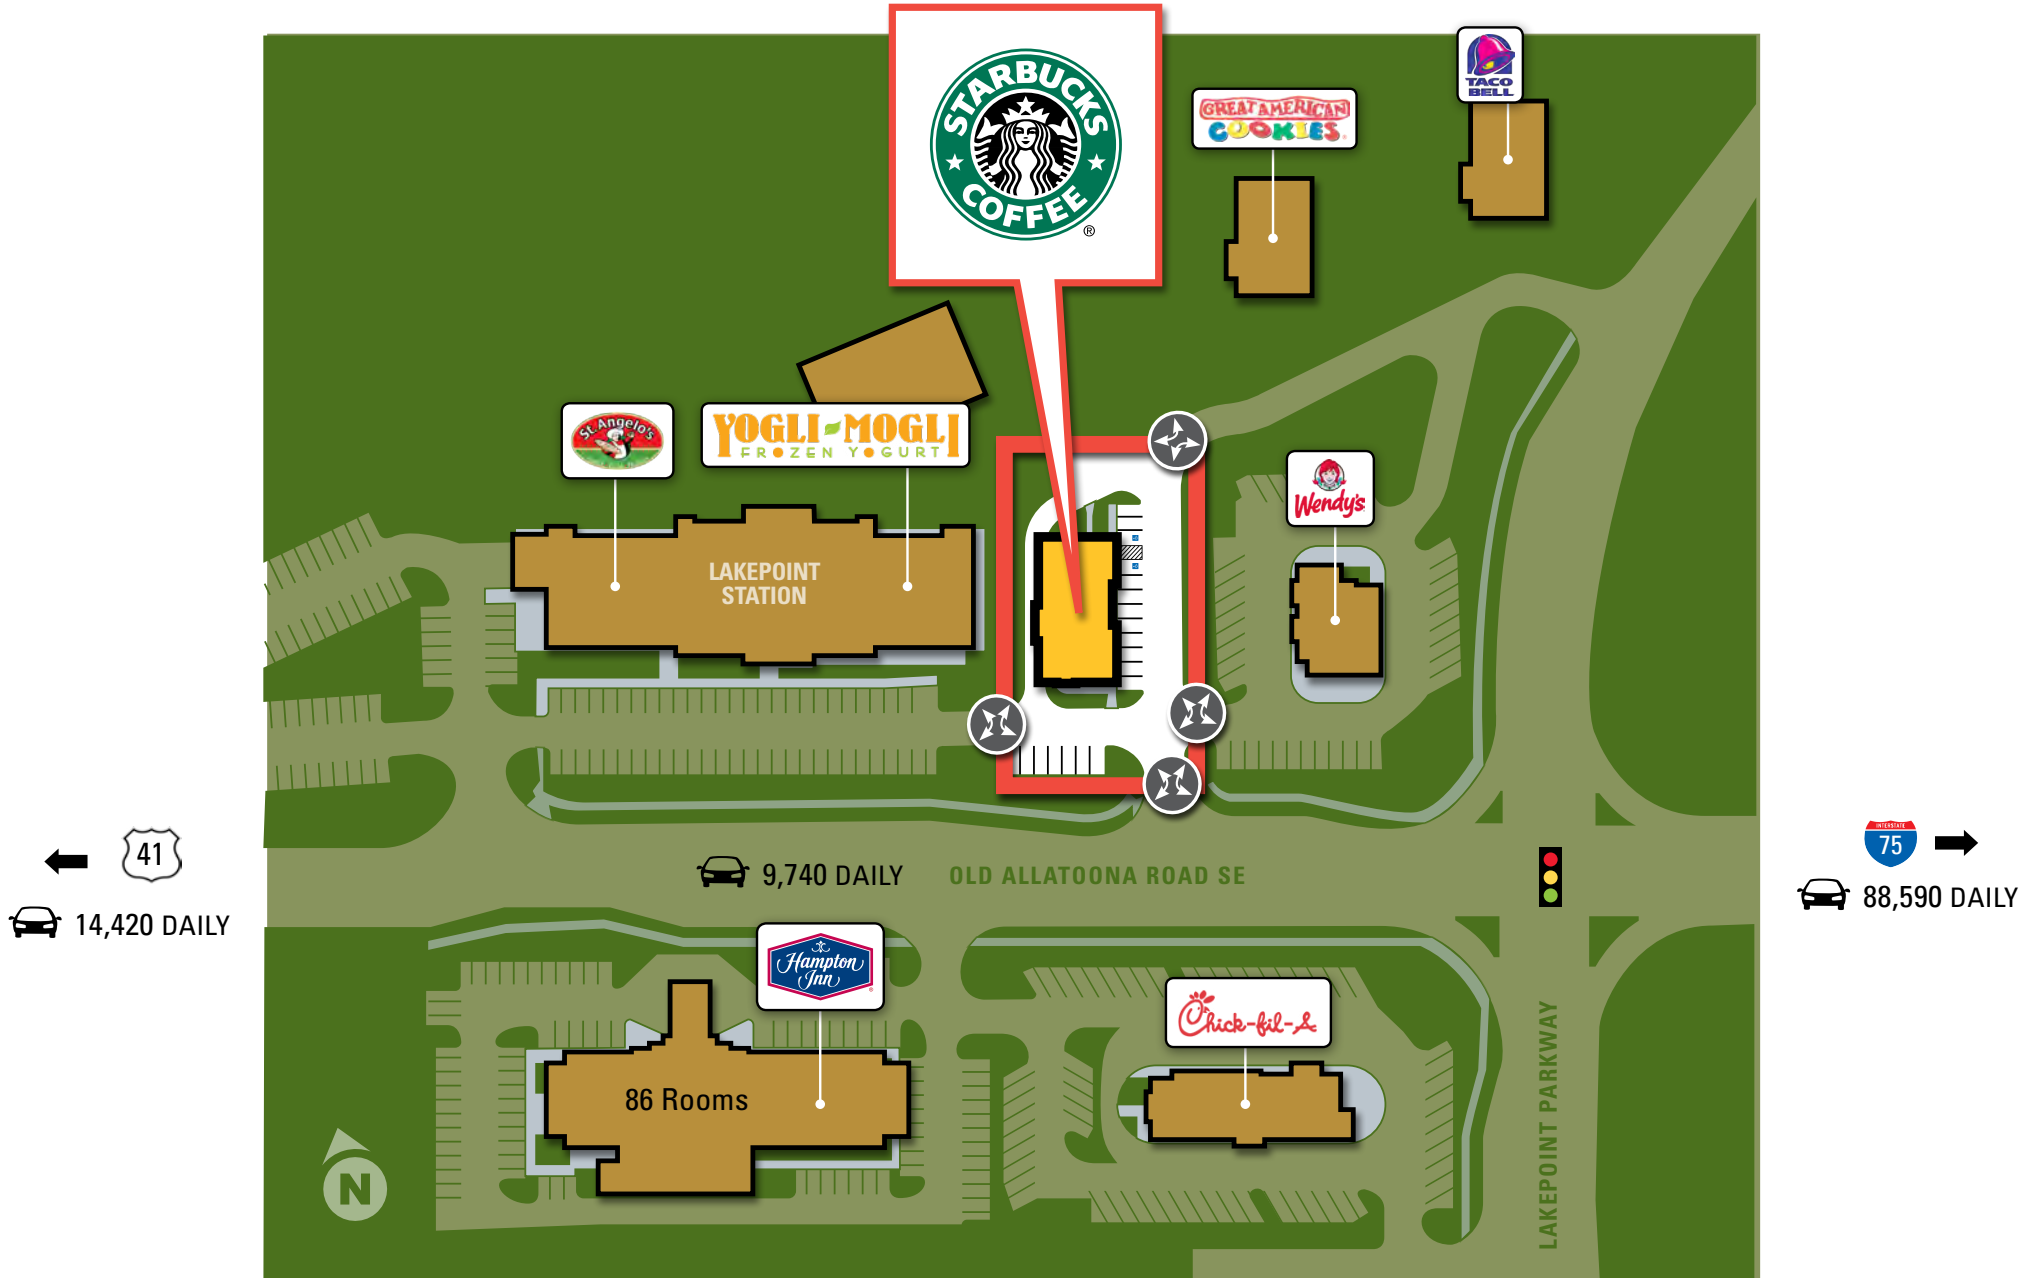 STARBUCKS
COFFEE
®
TACO
BELL
GREAT AMERICAN
COOKIES
St. Angelo's
YOGLI MOGLI
FROZEN YOGURT
Wendy's
LAKEPOINT
STATION
41
14,420 DAILY
9,740 DAILY
OLD ALLATOONA ROAD SE
INTERSTATE
75
88,590 DAILY
Hampton
Inn
®
Chick-fil-A
86 Rooms
LAKEPOINT PARKWAY
N